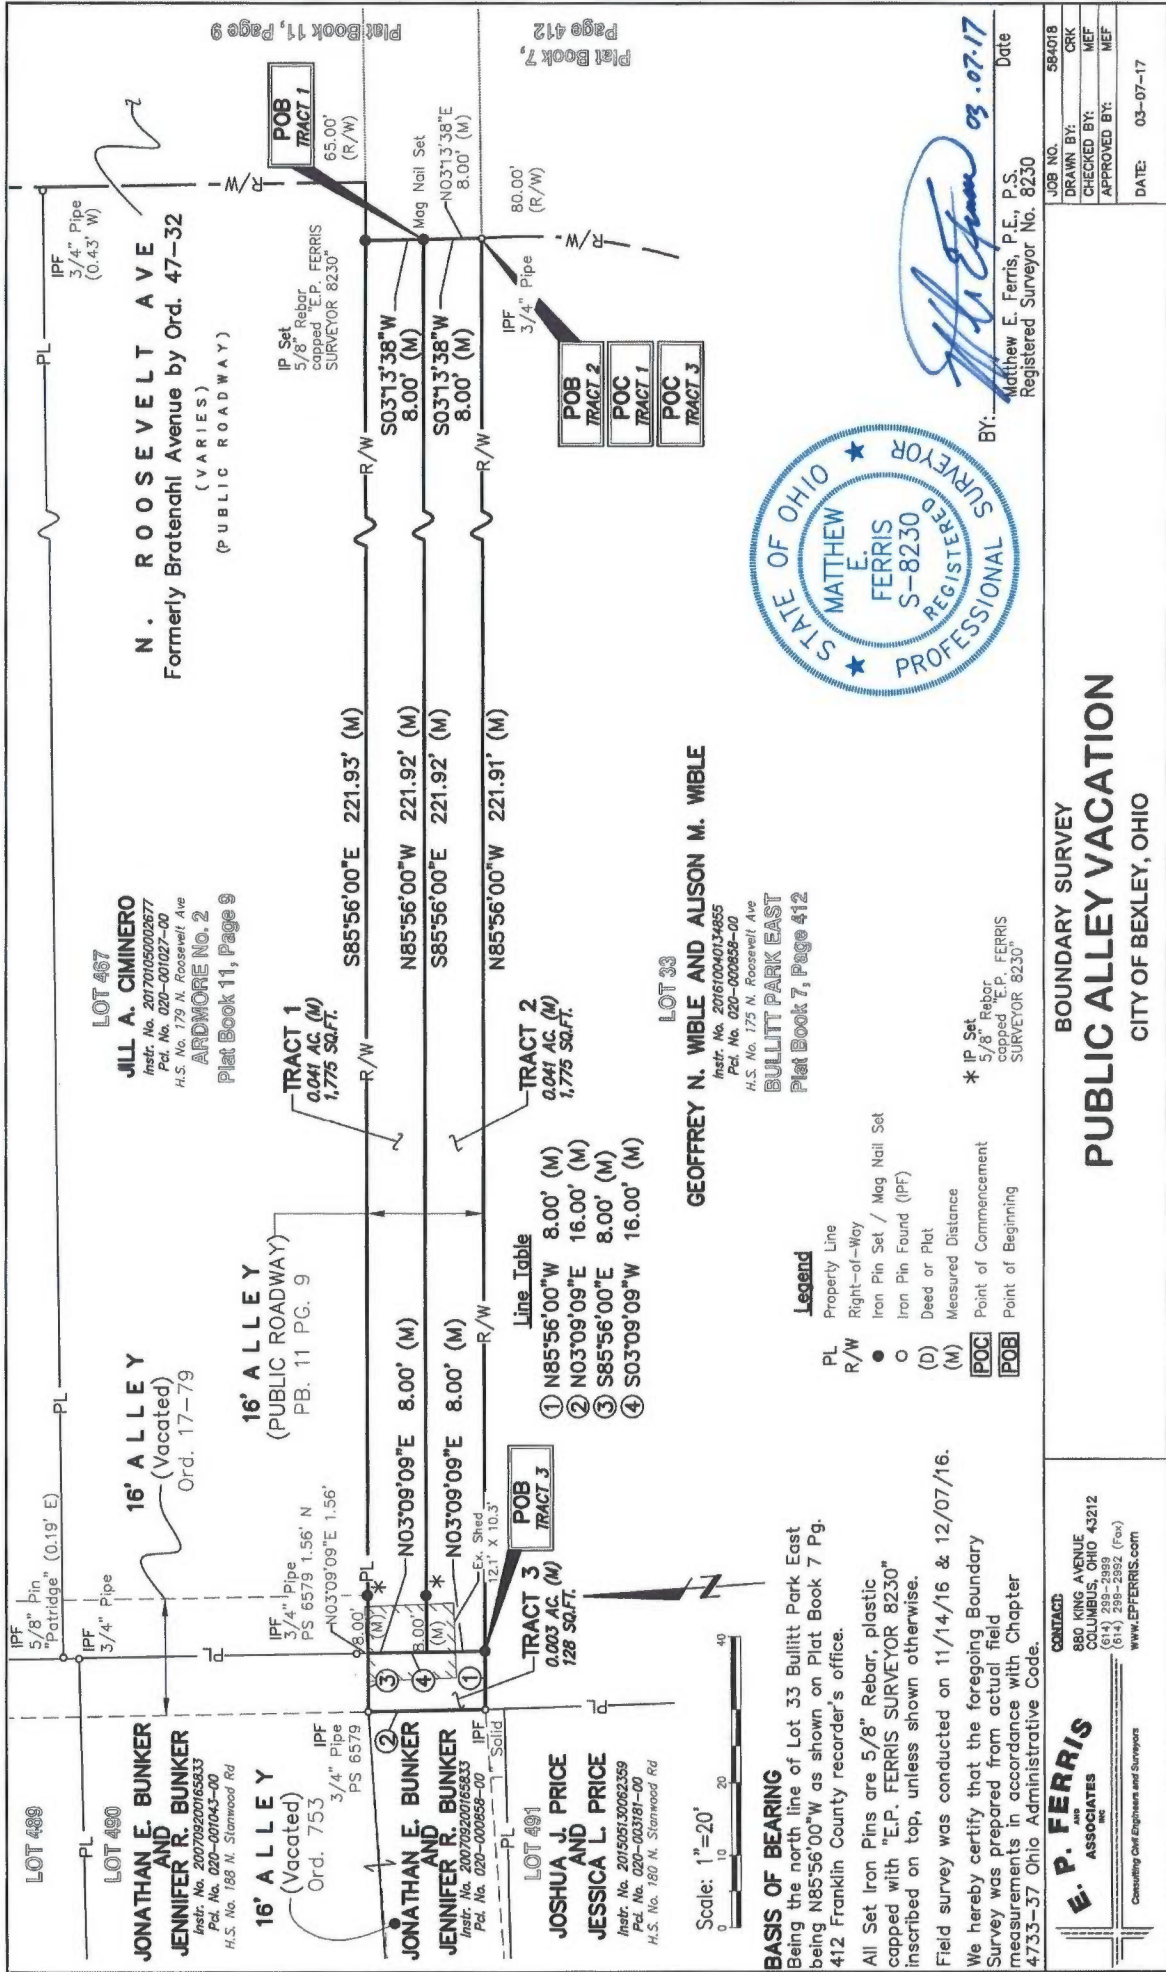 LOT 489
PL
LOT 490
JONATHAN E. BUNKER
AND
JENNIFER R. BUNKER
Instr. No. 200709200165833
Pcl. No. 020-001043-00
H.S. No. 188 N. Stanwood Rd
16' ALLEY
(Vacated)
Ord. 753
IPF
3/4" Pipe
PS 6579
JONATHAN E. BUNKER
AND
JENNIFER R. BUNKER
Instr. No. 200709200165833
Pcl. No. 020-000858-00
IPF
Solid
PL
LOT 491
JOSHUA J. PRICE
AND
JESSICA L. PRICE
Instr. No. 201505130062359
Pcl. No. 020-003181-00
H.S. No. 180 N. Stanwood Rd
IPF
5/8" Pin
"Patridge" (0.19' E)
IPF
3/4" Pipe
PL
PL
16' ALLEY
(Vacated)
Ord. 17-79
IPF
3/4" Pipe
PS 6579 1.56' N
N03°09'09"E 1.56'
PL
8.00'
(M)
8.00'
(M)
*
*
N03°09'09"E 8.00' (M)
N03°09'09"E 8.00' (M)
Ex. Shed
12.1' X 10.3'
1
2
3
4
POB
TRACT 3
TRACT 3
0.003 AC. (M)
128 SQ.FT.
PL
16' ALLEY
(PUBLIC ROADWAY)
PB. 11 PG. 9
R/W
R/W
Line Table
1 N85°56'00"W 8.00' (M)
2 N03°09'09"E 16.00' (M)
3 S85°56'00"E 8.00' (M)
4 S03°09'09"W 16.00' (M)
LOT 467
JILL A. CIMINERO
Instr. No. 201701050002677
Pcl. No. 020-001027-00
H.S. No. 179 N. Roosevelt Ave
ARDMORE No. 2
Plat Book 11, Page 9
TRACT 1
0.041 AC. (M)
1,775 SQ.FT.
TRACT 2
0.041 AC. (M)
1,775 SQ.FT.
S85°56'00"E 221.93' (M)
N85°56'00"W 221.92' (M)
S85°56'00"E 221.92' (M)
N85°56'00"W 221.91' (M)
LOT 33
GEOFFREY N. WIBLE AND ALISON M. WIBLE
Instr. No. 201610040134855
Pcl. No. 020-000858-00
H.S. No. 175 N. Roosevelt Ave
BULLITT PARK EAST
Plat Book 7, Page 412
PL
IPF
3/4" Pipe
(0.43' W)
N. ROOSEVELT AVE
Formerly Bratenahl Avenue by Ord. 47-32
(VARIES)
(PUBLIC ROADWAY)
R/W
IP Set
5/8" Rebar
capped "E.P. FERRIS
SURVEYOR 8230"
POB
TRACT 1
65.00'
(R/W)
Plat Book 11, Page 9
Plat Book 7,
Page 412
R/W
S03°13'38"W
8.00' (M)
S03°13'38"W
8.00' (M)
R/W
Mag Nail Set
N03°13'38"E
8.00' (M)
80.00'
(R/W)
R/W
IPF
3/4" Pipe
POB
TRACT 2
POC
TRACT 1
POC
TRACT 3
Z
Scale: 1"=20'
0 10 20 40
BASIS OF BEARING
Being the north line of Lot 33 Bullitt Park East
being N85°56'00"W as shown on Plat Book 7 Pg.
412 Franklin County recorder's office.
All Set Iron Pins are 5/8" Rebar, plastic
capped with "E.P. FERRIS SURVEYOR 8230"
inscribed on top, unless shown otherwise.
Field survey was conducted on 11/14/16 & 12/07/16.
We hereby certify that the foregoing Boundary
Survey was prepared from actual field
measurements in accordance with Chapter
4733-37 Ohio Administrative Code.
Legend
PL Property Line
R/W Right-of-Way
Iron Pin Set / Mag Nail Set
Iron Pin Found (IPF)
(D) Deed or Plat
(M) Measured Distance
POC Point of Commencement
POB Point of Beginning
* IP Set
5/8" Rebar
capped "E.P. FERRIS
SURVEYOR 8230"
STATE OF OHIO
MATTHEW
E.
FERRIS
S-8230
REGISTERED
PROFESSIONAL SURVEYOR
BY:
03.07.17
Matthew E. Ferris, P.E., P.S.
Date
Registered Surveyor No. 8230
E. P. FERRIS
AND
ASSOCIATES
INC
Consulting Civil Engineers and Surveyors
CONTACT:
880 KING AVENUE
COLUMBUS, OHIO 43212
(614) 299-2999
(614) 299-2992 (Fax)
www.EPFERRIS.com
BOUNDARY SURVEY
PUBLIC ALLEY VACATION
CITY OF BEXLEY, OHIO
JOB NO. 584018
DRAWN BY: CRK
CHECKED BY: MEF
APPROVED BY: MEF
DATE: 03-07-17